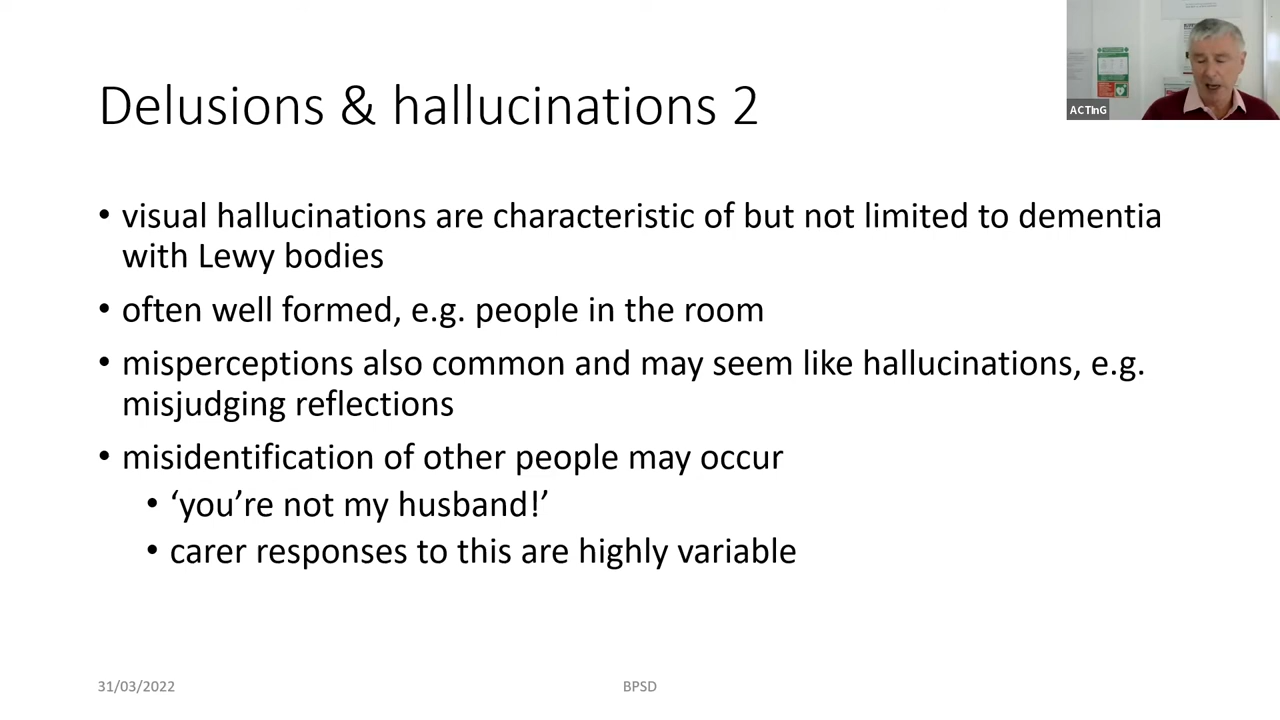 Delusions & hallucinations 2
ACTInG
• visual hallucinations are characteristic of but not limited to dementia
with Lewy bodies
• often well formed, e.g. people in the room
• misperceptions also common and may seem like hallucinations, e.g.
misjudging reflections
• misidentification of other people may occur
• ‘you’re not my husband!’
• carer responses to this are highly variable
31/03/2022
BPSD